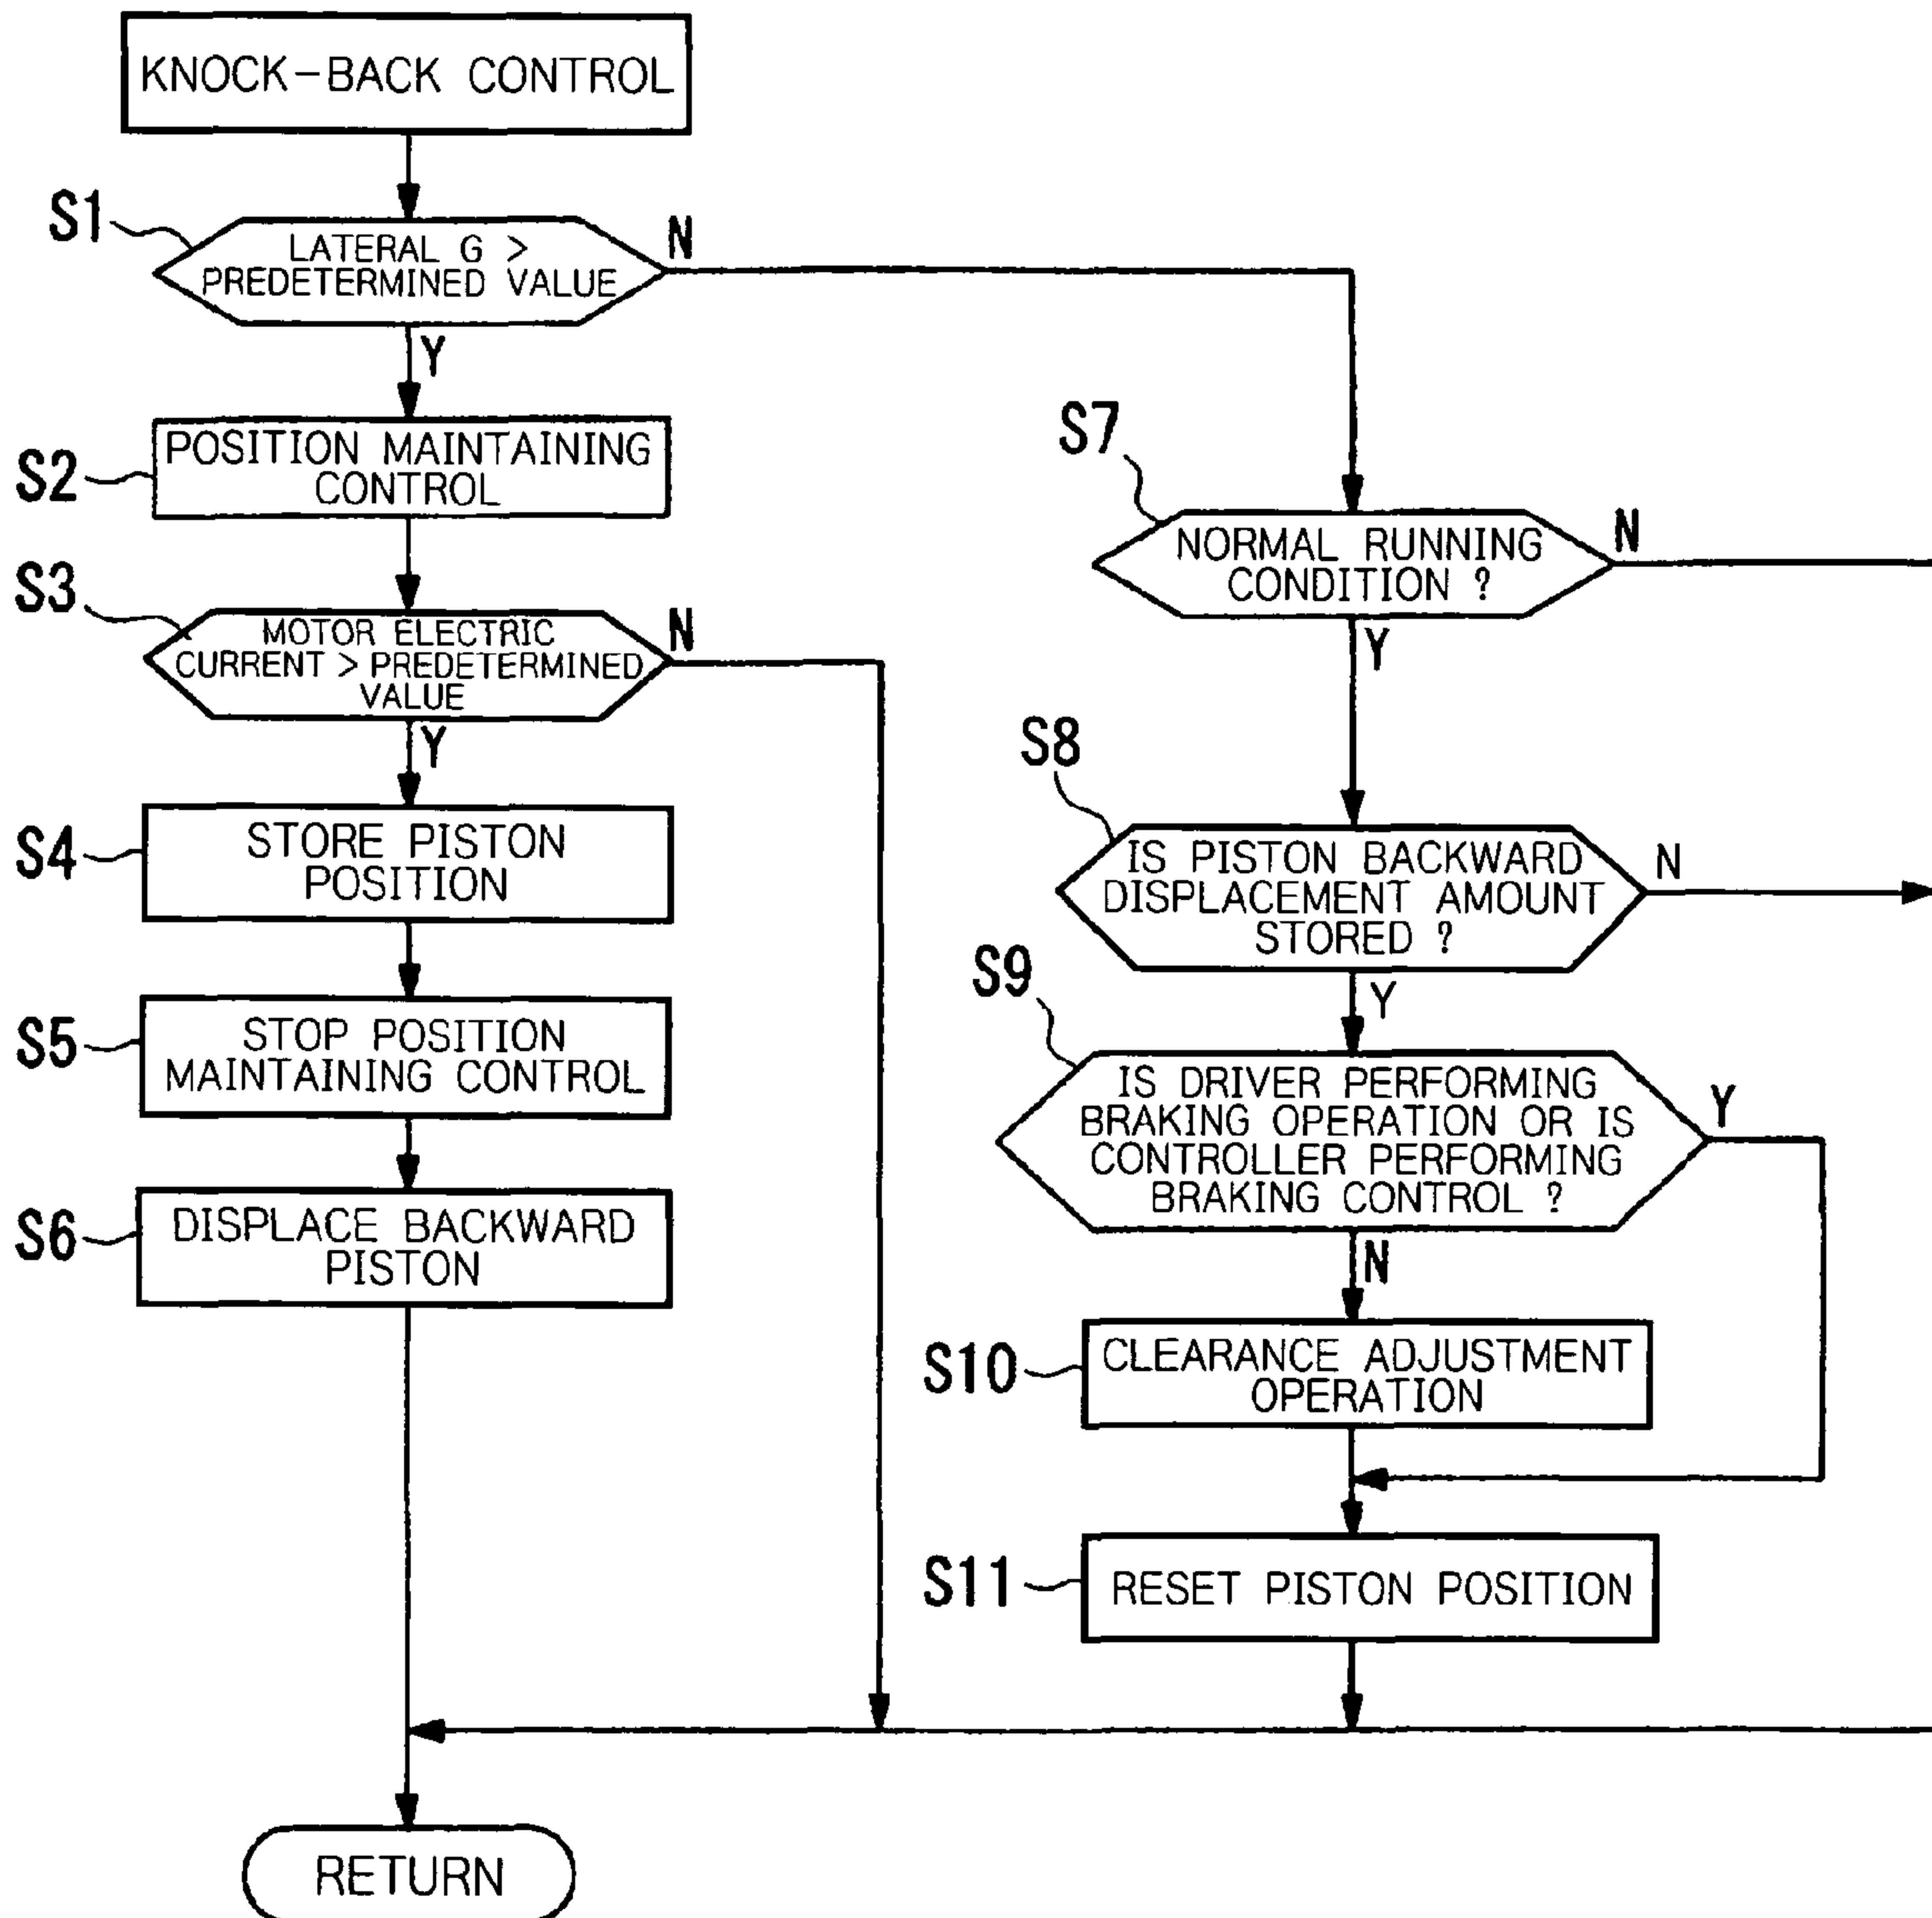 KNOCK-BACK CONTROL
S1
LATERAL G >
PREDETERMINED VALUE
N
Y
S2
POSITION MAINTAINING
CONTROL
S3
MOTOR ELECTRIC
CURRENT > PREDETERMINED
VALUE
N
Y
S4
STORE PISTON
POSITION
S5
STOP POSITION
MAINTAINING CONTROL
S6
DISPLACE BACKWARD
PISTON
S7
NORMAL RUNNING
CONDITION ?
N
Y
S8
IS PISTON BACKWARD
DISPLACEMENT AMOUNT
STORED ?
N
Y
S9
IS DRIVER PERFORMING
BRAKING OPERATION OR IS
CONTROLLER PERFORMING
BRAKING CONTROL ?
Y
N
S10
CLEARANCE ADJUSTMENT
OPERATION
S11
RESET PISTON POSITION
RETURN